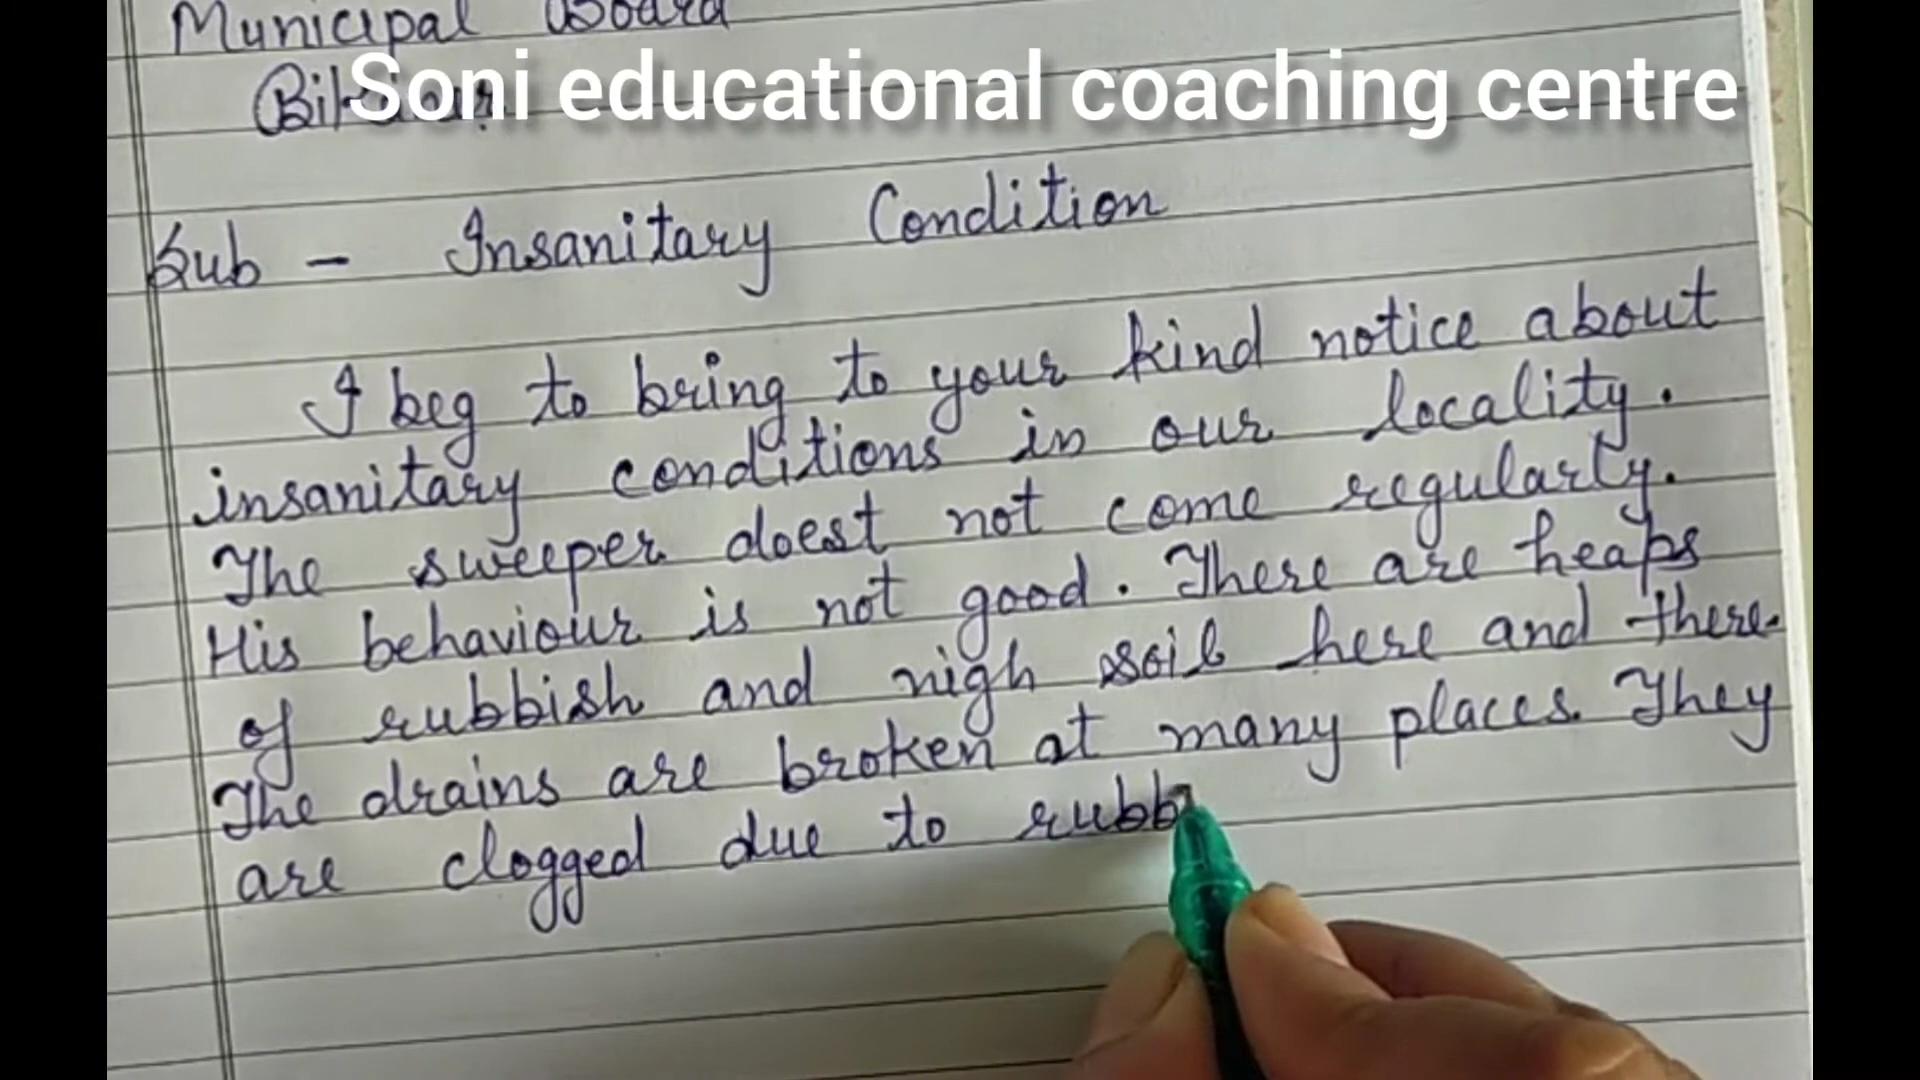 Municipal Board
Soni educational coaching centre
Sub - Insanitary Condition
I beg to bring to your kind notice about
insanitary conditions in our locality.
The sweeper doest not come regularly.
His behaviour is not good. There are heaps
of rubbish and nigh soil here and there.
The drains are broken at many places. They
are clogged due to rubb